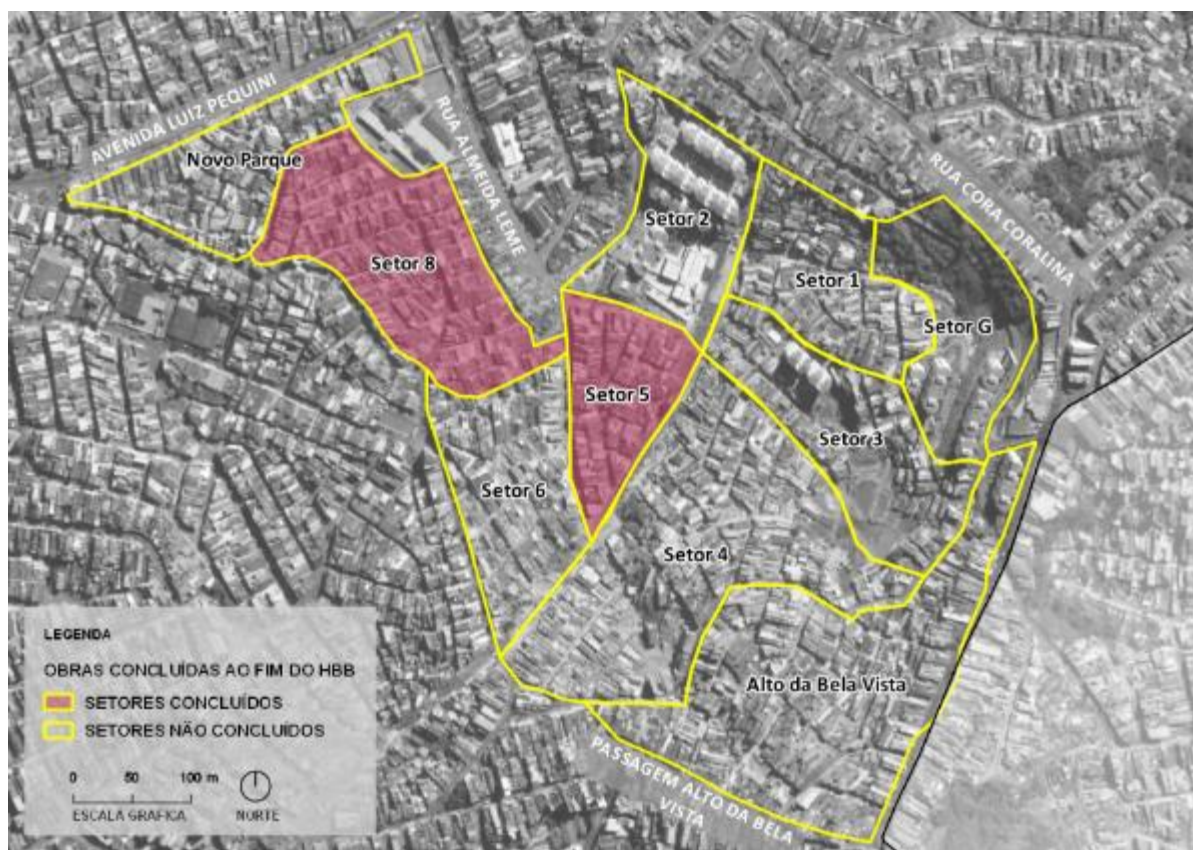 AVENIDA LUIZ PEQUINI
Novo Parque
RUA ALMEIDA LEME
Setor 8
Setor 2
RUA CORA CORALINA
Setor 1
Setor G
Setor 5
Setor 3
Setor 6
Setor 4
Alto da Bela Vista
PASSAGEM ALTO DA BELA
VISTA
LEGENDA
OBRAS CONCLUÍDAS AO FIM DO HBB
SETORES CONCLUÍDOS
SETORES NÃO CONCLUÍDOS
0 50 100 m
ESCALA GRAFICA
NORTE